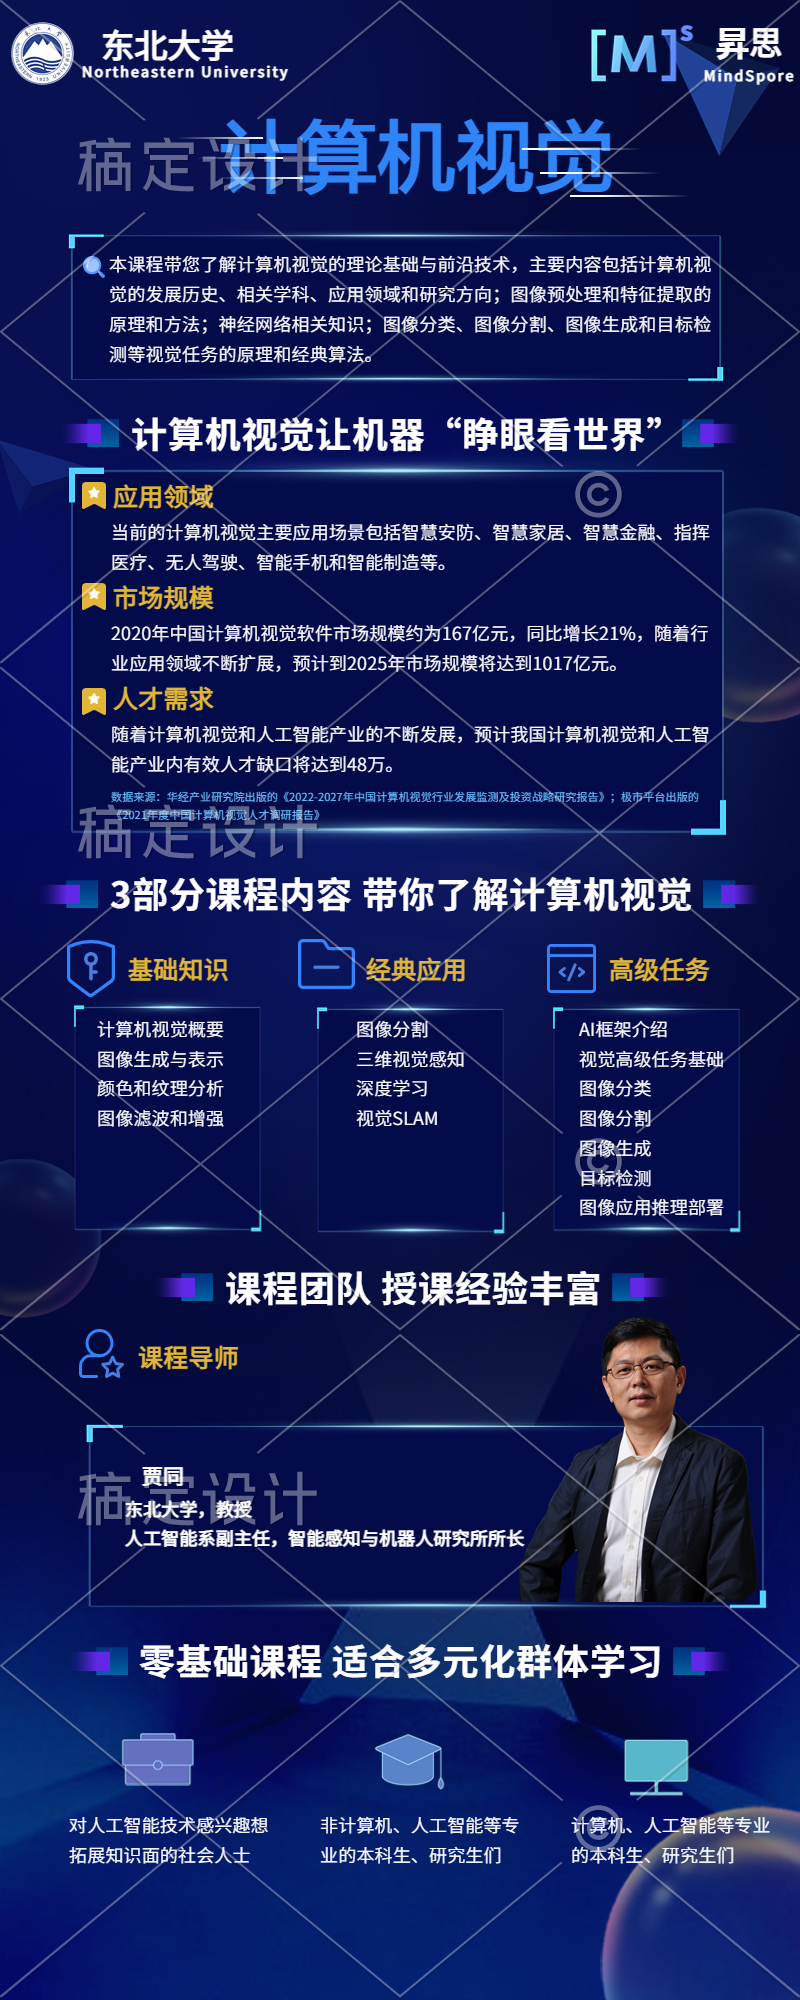 东北大学
Northeastern University
[M]s
昇思
MindSpore
计算机视觉
稿定设计
本课程带您了解计算机视觉的理论基础与前沿技术，主要内容包括计算机视
觉的发展历史、相关学科、应用领域和研究方向；图像预处理和特征提取的
原理和方法；神经网络相关知识；图像分类、图像分割、图像生成和目标检
测等视觉任务的原理和经典算法。
计算机视觉让机器“睁眼看世界”
应用领域
当前的计算机视觉主要应用场景包括智慧安防、智慧家居、智慧金融、指挥
医疗、无人驾驶、智能手机和智能制造等。
市场规模
2020年中国计算机视觉软件市场规模约为167亿元，同比增长21%，随着行
业应用领域不断扩展，预计到2025年市场规模将达到1017亿元。
人才需求
随着计算机视觉和人工智能产业的不断发展，预计我国计算机视觉和人工智
能产业内有效人才缺口将达到48万。
数据来源：华经产业研究院出版的《2022-2027年中国计算机视觉行业发展监测及投资战略研究报告》；极市平台出版的
《2021年度中国计算机视觉人才调研报告》
稿定设计
3部分课程内容 带你了解计算机视觉
基础知识
计算机视觉概要
图像生成与表示
颜色和纹理分析
图像滤波和增强
经典应用
图像分割
三维视觉感知
深度学习
视觉SLAM
高级任务
AI框架介绍
视觉高级任务基础
图像分类
图像分割
图像生成
目标检测
图像应用推理部署
课程团队 授课经验丰富
课程导师
贾同
稿定设计
东北大学，教授
人工智能系副主任，智能感知与机器人研究所所长
零基础课程 适合多元化群体学习
对人工智能技术感兴趣想
拓展知识面的社会人士
非计算机、人工智能等专
业的本科生、研究生们
计算机、人工智能等专业
的本科生、研究生们